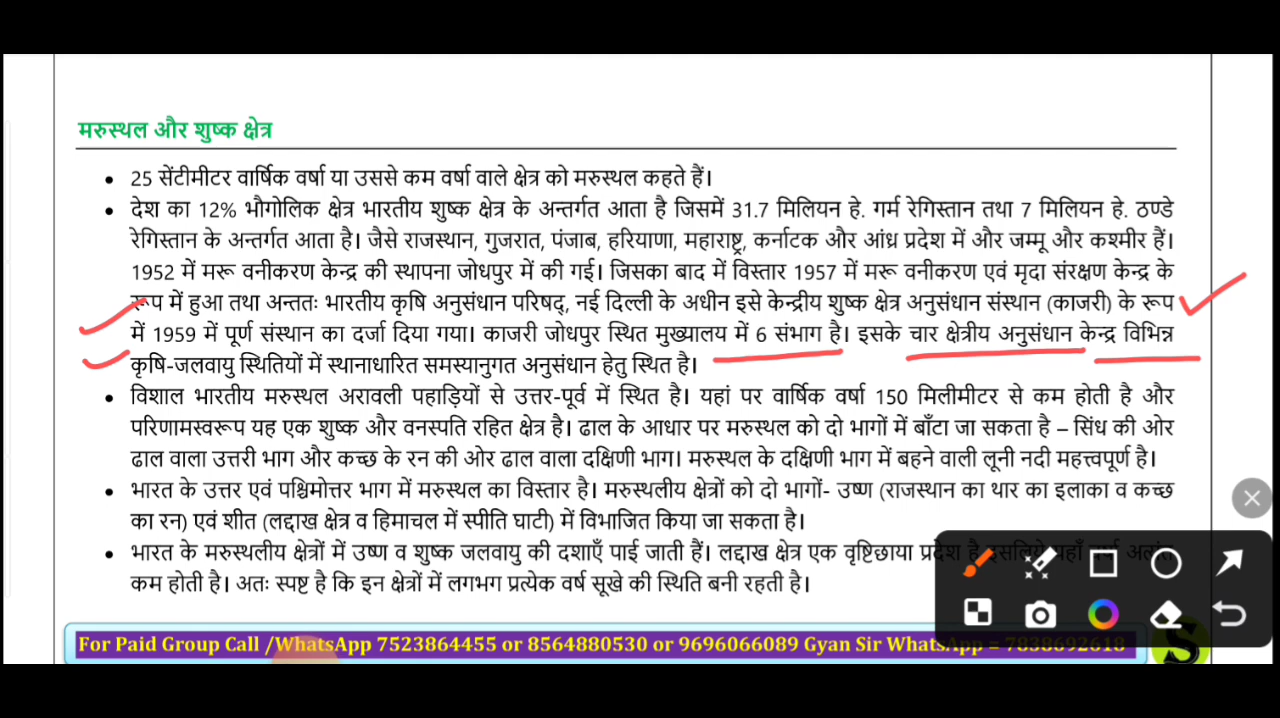 मरुस्थल और शुष्क क्षेत्र
• 25 सेंटीमीटर वार्षिक वर्षा या उससे कम वर्षा वाले क्षेत्र को मरुस्थल कहते हैं।
• देश का 12% भौगोलिक क्षेत्र भारतीय शुष्क क्षेत्र के अन्तर्गत आता है जिसमें 31.7 मिलियन हे. गर्म रेगिस्तान तथा 7 मिलियन हे. ठण्डे
रेगिस्तान के अन्तर्गत आता है। जैसे राजस्थान, गुजरात, पंजाब, हरियाणा, महाराष्ट्र, कर्नाटक और आंध्र प्रदेश में और जम्मू और कश्मीर हैं।
1952 में मरू वनीकरण केन्द्र की स्थापना जोधपुर में की गई। जिसका बाद में विस्तार 1957 में मरू वनीकरण एवं मृदा संरक्षण केन्द्र के
रूप में हुआ तथा अन्ततः भारतीय कृषि अनुसंधान परिषद्, नई दिल्ली के अधीन इसे केन्द्रीय शुष्क क्षेत्र अनुसंधान संस्थान (काजरी) के रूप
में 1959 में पूर्ण संस्थान का दर्जा दिया गया। काजरी जोधपुर स्थित मुख्यालय में 6 संभाग है। इसके चार क्षेत्रीय अनुसंधान केन्द्र विभिन्न
कृषि-जलवायु स्थितियों में स्थानाधारित समस्यानुगत अनुसंधान हेतु स्थित है।
• विशाल भारतीय मरुस्थल अरावली पहाड़ियों से उत्तर-पूर्व में स्थित है। यहां पर वार्षिक वर्षा 150 मिलीमीटर से कम होती है और
परिणामस्वरूप यह एक शुष्क और वनस्पति रहित क्षेत्र है। ढाल के आधार पर मरुस्थल को दो भागों में बाँटा जा सकता है – सिंध की ओर
ढाल वाला उत्तरी भाग और कच्छ के रन की ओर ढाल वाला दक्षिणी भाग। मरुस्थल के दक्षिणी भाग में बहने वाली लूनी नदी महत्त्वपूर्ण है।
• भारत के उत्तर एवं पश्चिमोत्तर भाग में मरुस्थल का विस्तार है। मरुस्थलीय क्षेत्रों को दो भागों- उष्ण (राजस्थान का थार का इलाका व कच्छ
का रन) एवं शीत (लद्दाख क्षेत्र व हिमाचल में स्पीति घाटी) में विभाजित किया जा सकता है।
• भारत के मरुस्थलीय क्षेत्रों में उष्ण व शुष्क जलवायु की दशाएँ पाई जाती हैं। लद्दाख क्षेत्र एक वृष्टिछाया प्रदेश है इसलिये यहाँ वर्षा अत्यंत
कम होती है। अतः स्पष्ट है कि इन क्षेत्रों में लगभग प्रत्येक वर्ष सूखे की स्थिति बनी रहती है।
For Paid Group Call /WhatsApp 7523864455 or 8564880530 or 9696066089 Gyan Sir WhatsApp = 7838692618
S